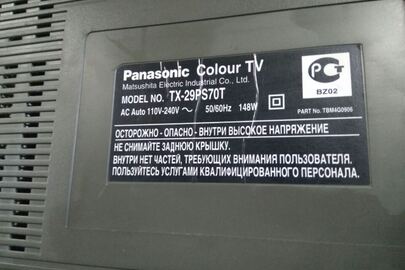 Panasonic Colour TV
Matsushita Electric Industrial Co., Ltd.
MODEL NO. TX-29PS70T
AC Auto 110V-240V ~ 50/60Hz 148W
PART No. TBM4G0906
PG
BZ02
ОСТОРОЖНО - ОПАСНО - ВНУТРИ ВЫСОКОЕ НАПРЯЖЕНИЕ
НЕ СНИМАЙТЕ ЗАДНЮЮ КРЫШКУ.
ВНУТРИ НЕТ ЧАСТЕЙ, ТРЕБУЮЩИХ ВНИМАНИЯ ПОЛЬЗОВАТЕЛЯ.
ПОЛЬЗУЙТЕСЬ УСЛУГАМИ КВАЛИФИЦИРОВАННОГО ПЕРСОНАЛА.